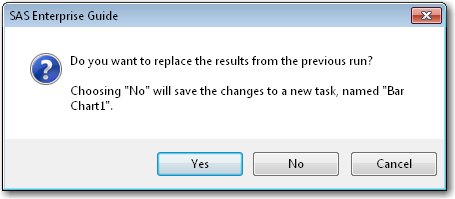 SAS Enterprise Guide
Do you want to replace the results from the previous run?
Choosing "No" will save the changes to a new task, named "Bar
Chart1".
Yes No Cancel